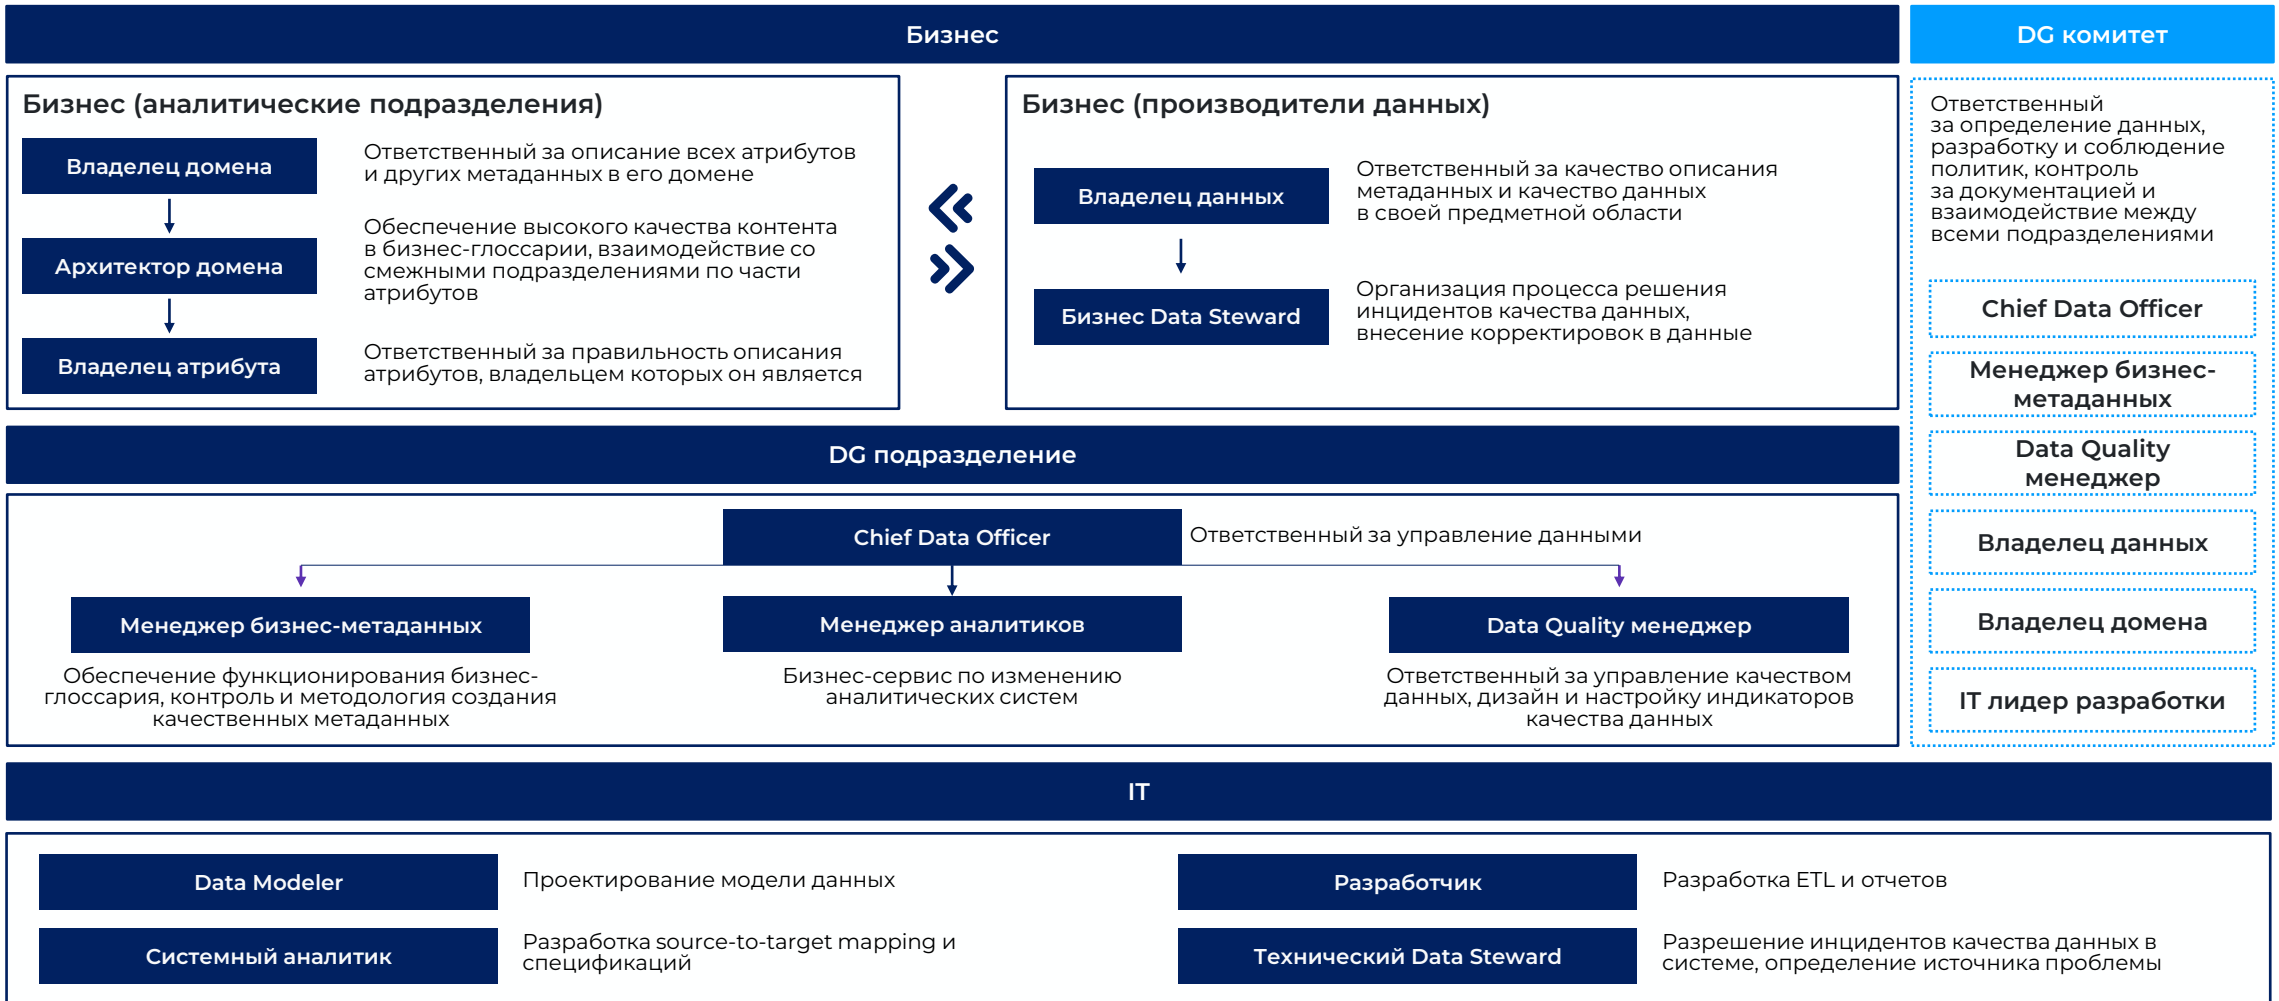 Бизнес
Бизнес (аналитические подразделения)
Владелец домена
Ответственный за описание всех атрибутов
и других метаданных в его домене
Архитектор домена
Обеспечение высокого качества контента
в бизнес-глоссарии, взаимодействие со
смежными подразделениями по части
атрибутов
Владелец атрибута
Ответственный за правильность описания
атрибутов, владельцем которых он является
Бизнес (производители данных)
Владелец данных
Ответственный за качество описания
метаданных и качество данных
в своей предметной области
Бизнес Data Steward
Организация процесса решения
инцидентов качества данных,
внесение корректировок в данные
DG комитет
Ответственный
за определение данных,
разработку и соблюдение
политик, контроль
за документацией и
взаимодействие между
всеми подразделениями
Chief Data Officer
Менеджер бизнес-
метаданных
Data Quality
менеджер
Владелец данных
Владелец домена
IT лидер разработки
DG подразделение
Chief Data Officer
Ответственный за управление данными
Менеджер бизнес-метаданных
Обеспечение функционирования бизнес-
глоссария, контроль и методология создания
качественных метаданных
Менеджер аналитиков
Бизнес-сервис по изменению
аналитических систем
Data Quality менеджер
Ответственный за управление качеством
данных, дизайн и настройку индикаторов
качества данных
IT
Data Modeler
Проектирование модели данных
Разработчик
Разработка ETL и отчетов
Системный аналитик
Разработка source-to-target mapping и
спецификаций
Технический Data Steward
Разрешение инцидентов качества данных в
системе, определение источника проблемы